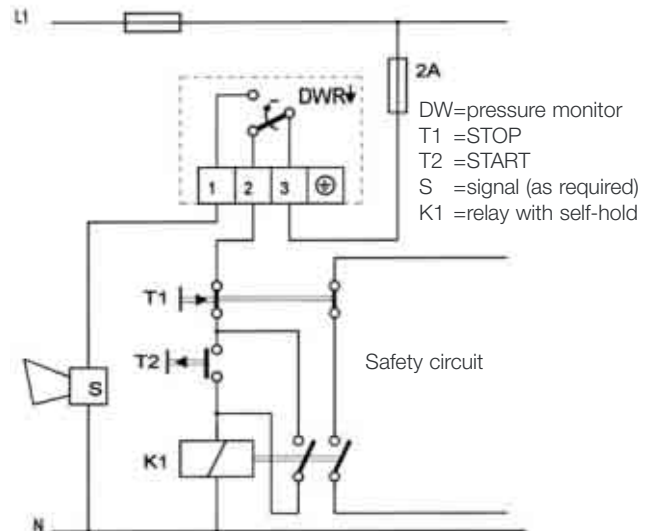 L1
2A
DWR↓
DW=pressure monitor
T1 =STOP
T2 =START
S =signal (as required)
K1 =relay with self-hold
1 2 3
T1
T2
Safety circuit
S
K1
N